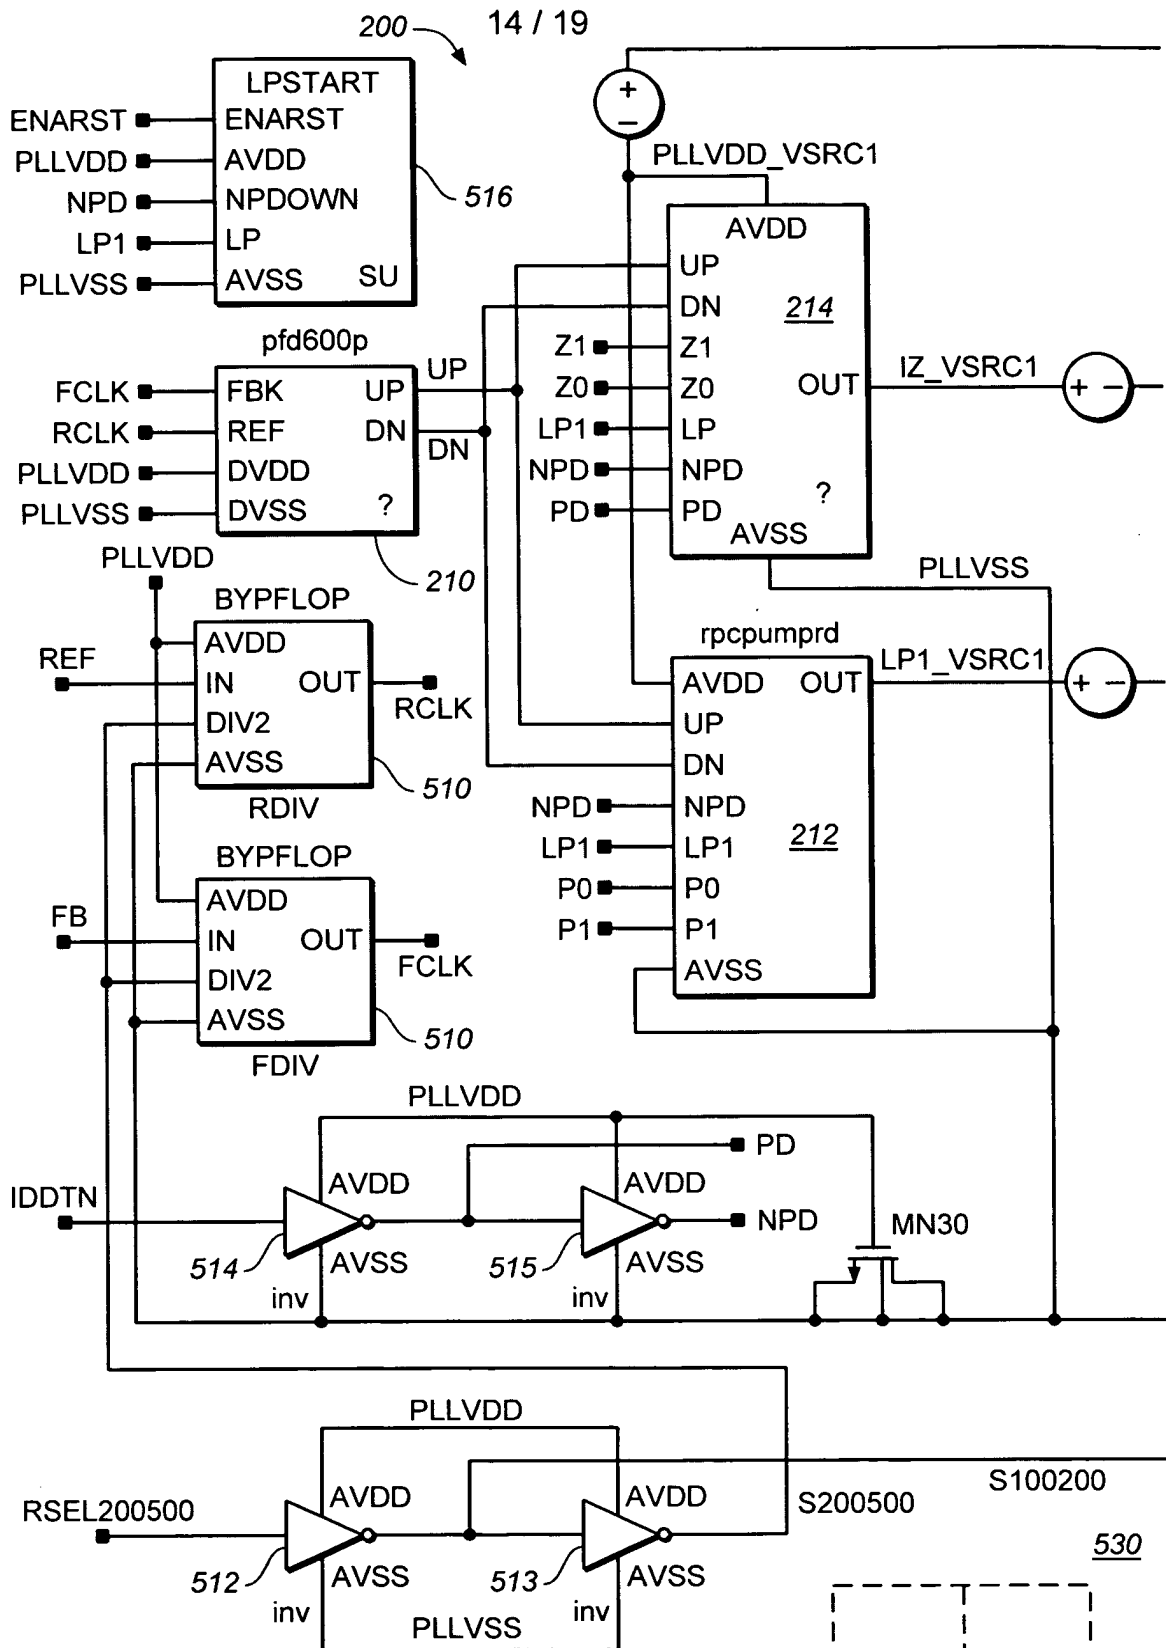 14 / 19
200
LPSTART
ENARST ENARST
PLLVDD AVDD
NPD NPDOWN
LP1 LP
PLLVSS AVSS SU
516
+
−
PLLVDD_VSRC1
AVDD
UP
DN
214
Z1 Z1
Z0 Z0
OUT
LP1 LP
NPD NPD
PD PD
?
AVSS
IZ_VSRC1
+ −
pfd600p
FCLK FBK UP
RCLK REF DN
PLLVDD DVDD
PLLVSS DVSS ?
UP
DN
210
PLLVSS
PLLVDD
BYPFLOP
AVDD
REF IN OUT
RCLK
DIV2
AVSS
510
RDIV
rpcpumprd
AVDD OUT
LP1_VSRC1
+ −
UP
DN
NPD NPD
LP1 LP1
212
P0 P0
P1 P1
AVSS
BYPFLOP
AVDD
FB IN OUT
FCLK
DIV2
AVSS
510
FDIV
PLLVDD
PD
AVDD AVDD
IDDTN
NPD
MN30
514 AVSS
515 AVSS
inv inv
PLLVDD
S100200
AVDD AVDD
S200500
RSEL200500
530
512 AVSS
513 AVSS
inv inv
PLLVSS